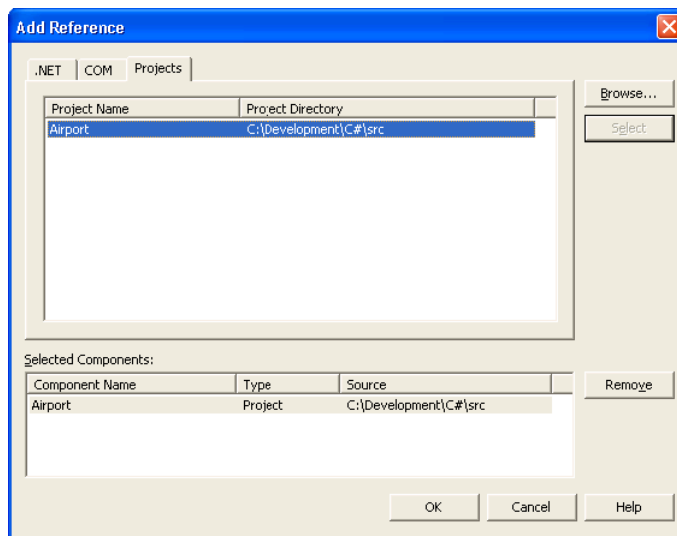 Add Reference
.NET COM Projects
Project Name Project Directory
Airport C:\Development\C#\src
Browse...
Select
Selected Components:
Component Name Type Source
Airport Project C:\Development\C#\src
Remove
OK Cancel Help